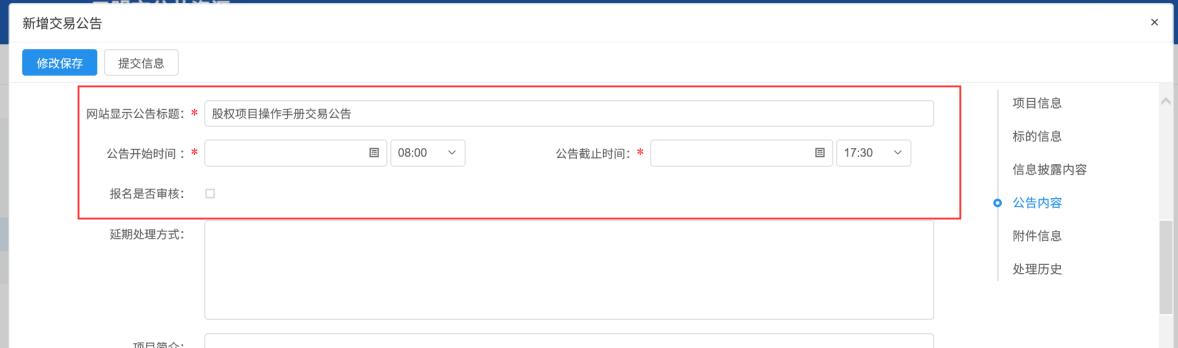 新增交易公告
×
修改保存 提交信息
网站显示公告标题：* 股权项目操作手册交易公告
公告开始时间：* 08:00 公告截止时间：* 17:30
报名是否审核：
延期处理方式：
项目简介：
项目信息
标的信息
信息披露内容
公告内容
附件信息
处理历史